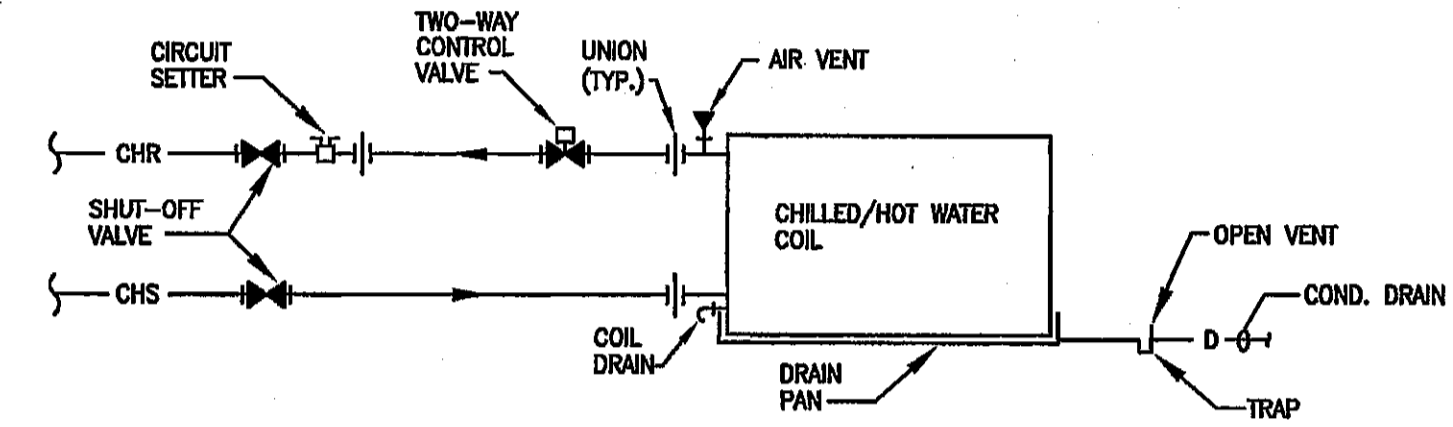 TWO-WAY
CONTROL
VALVE
CIRCUIT
SETTER
UNION
(TYP.)
AIR VENT
CHR
SHUT-OFF
VALVE
CHILLED/HOT WATER
COIL
OPEN VENT
CHS
COND. DRAIN
COIL
DRAIN
D
DRAIN
PAN
TRAP